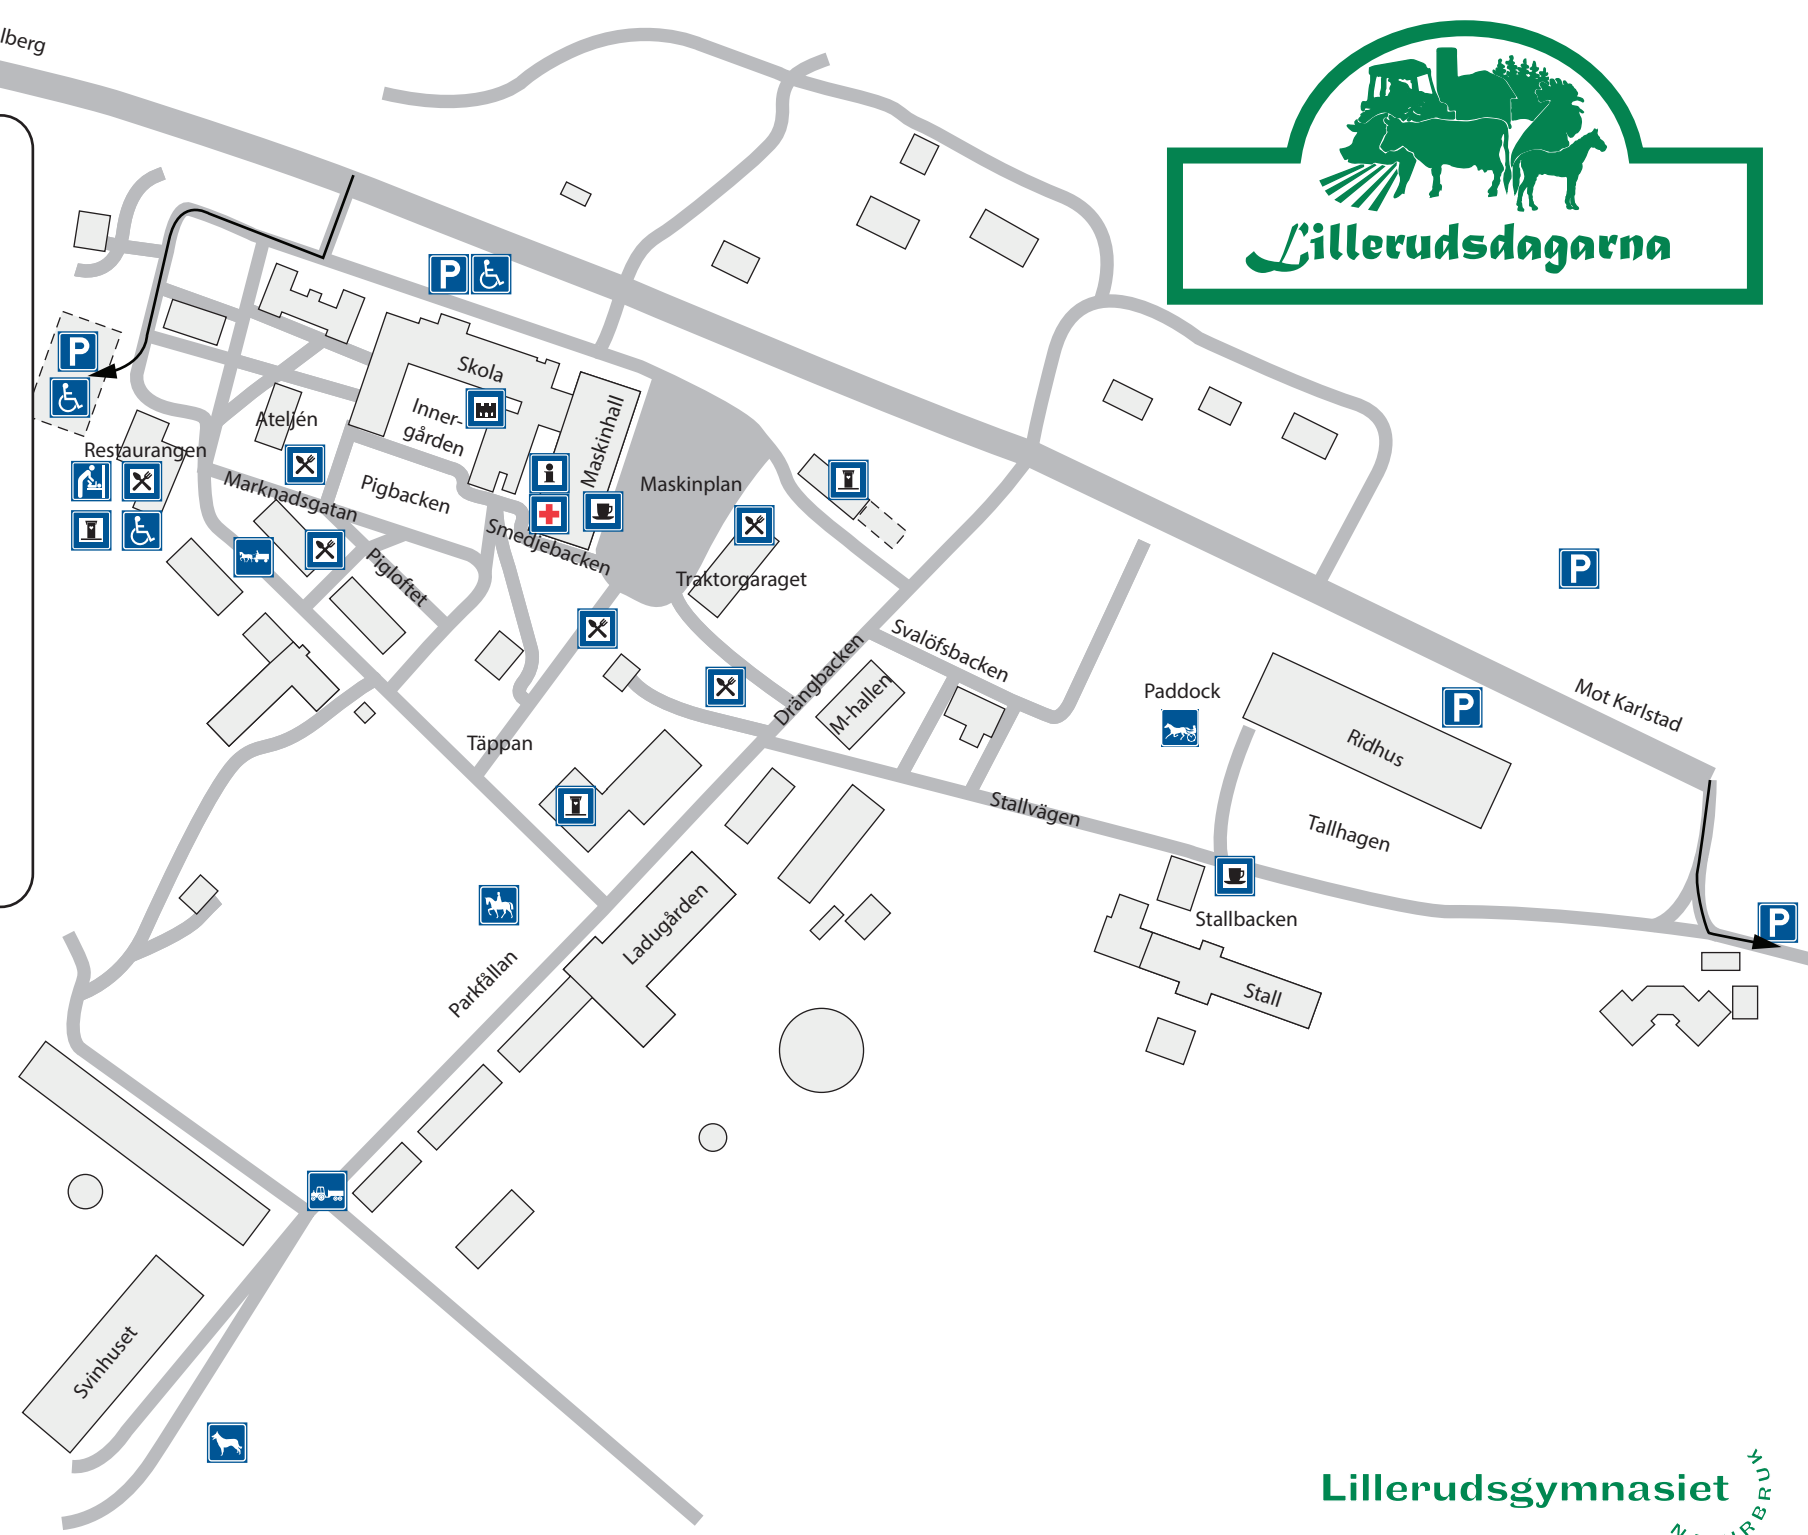 lberg
Lillerudsdagarna
P
P
Skola
Inner-
gården
Ateljén
Maskinhall
Restaurangen
Marknadsgatan
Pigbacken
Maskinplan
Smedjebacken
Pigloftet
Traktorgaraget
P
Svalöfsbacken
Drängbacken
M-hallen
Paddock
P
Mot Karlstad
Ridhus
Täppan
Stallvägen
Tallhagen
Ladugården
Stallbacken
P
Parkfållan
Stall
Svinhuset
Lillerudsgymnasiet